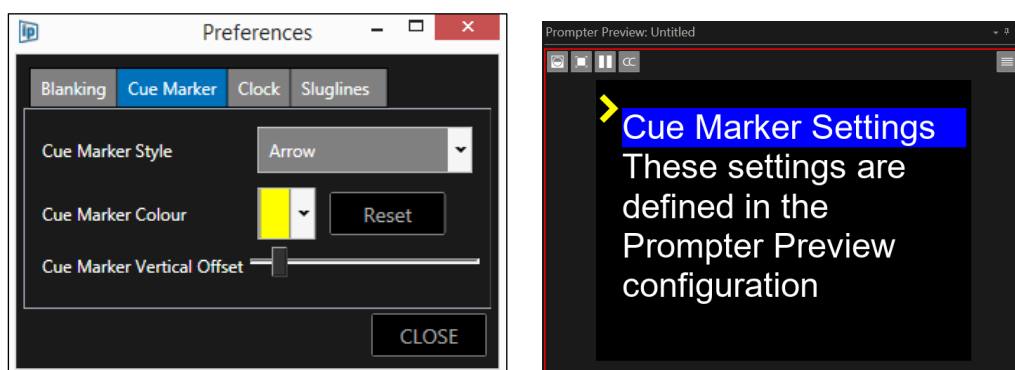 ip
Preferences
Blanking Cue Marker Clock Sluglines
Cue Marker Style Arrow
Cue Marker Colour Reset
Cue Marker Vertical Offset
CLOSE
Prompter Preview: Untitled
CC
Cue Marker Settings
These settings are
defined in the
Prompter Preview
configuration